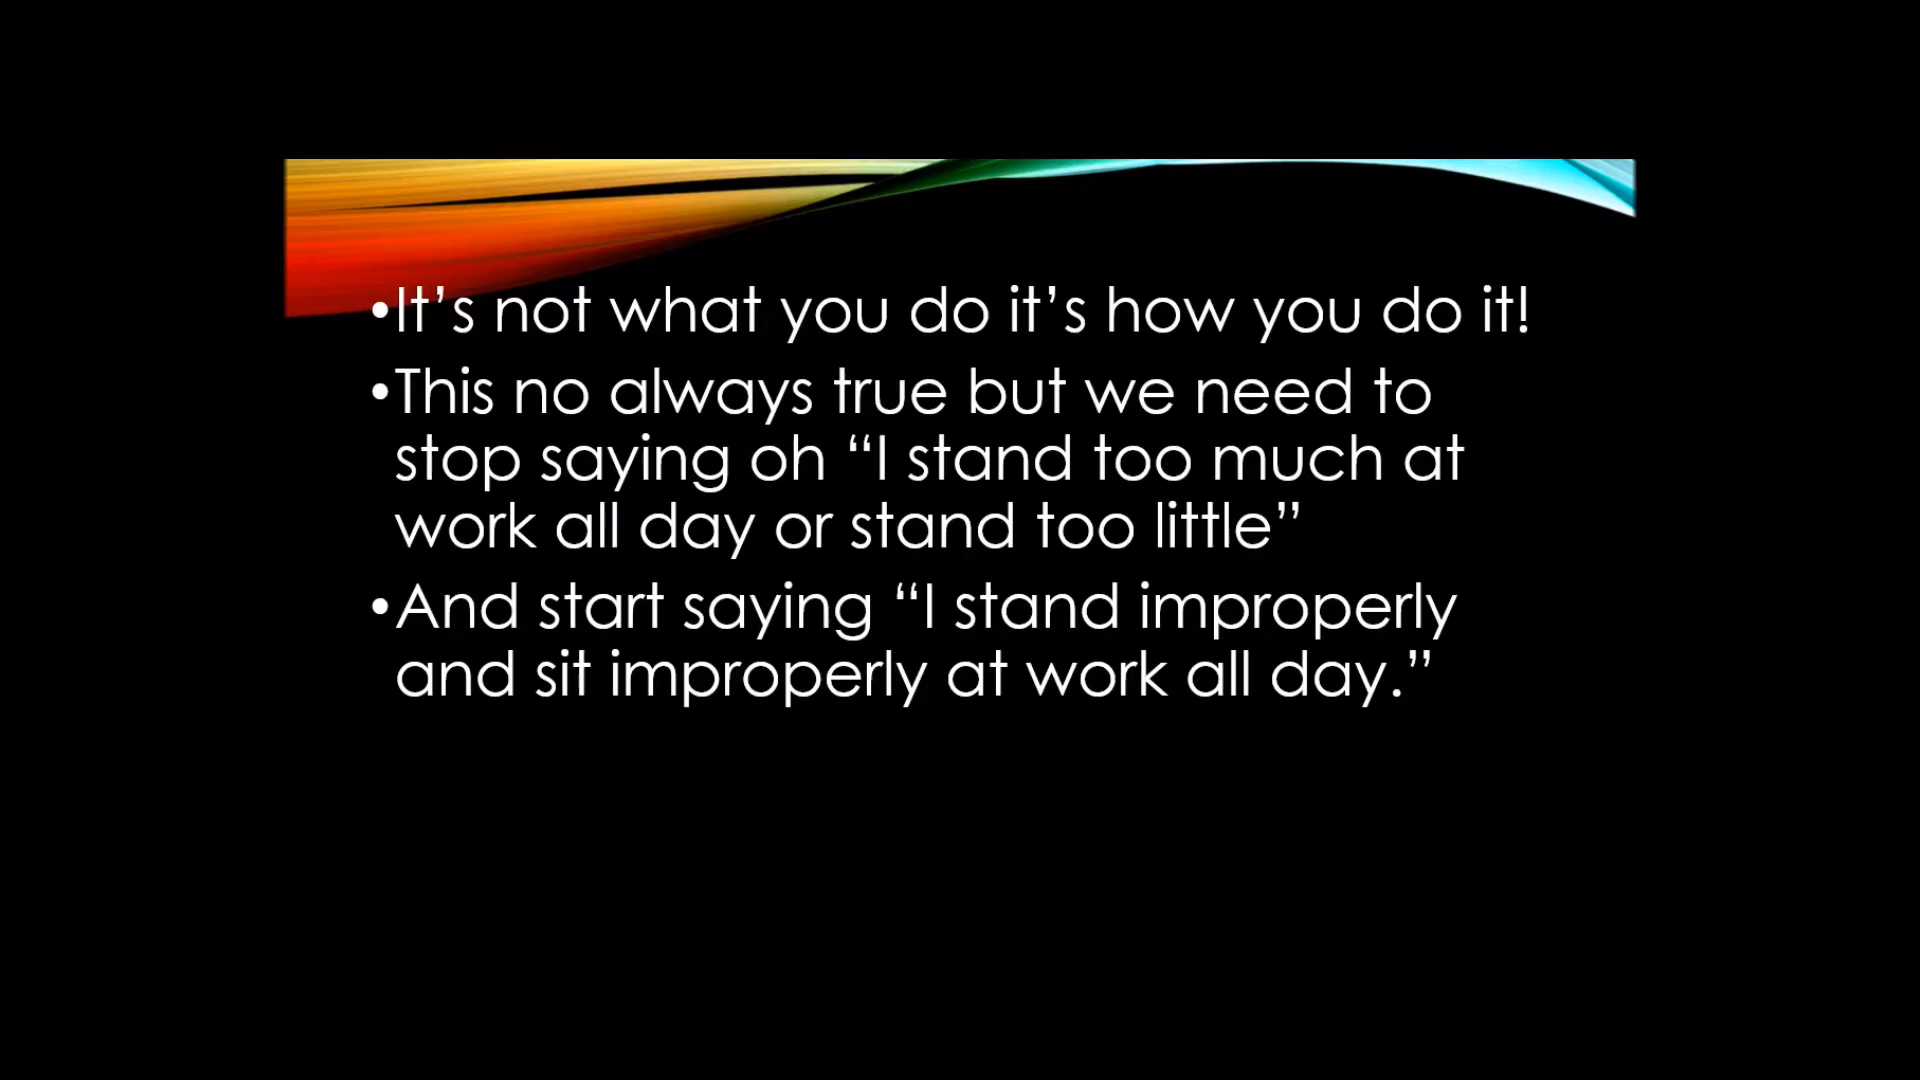 •It’s not what you do it’s how you do it!
•This no always true but we need to
stop saying oh “I stand too much at
work all day or stand too little”
•And start saying “I stand improperly
and sit improperly at work all day.”